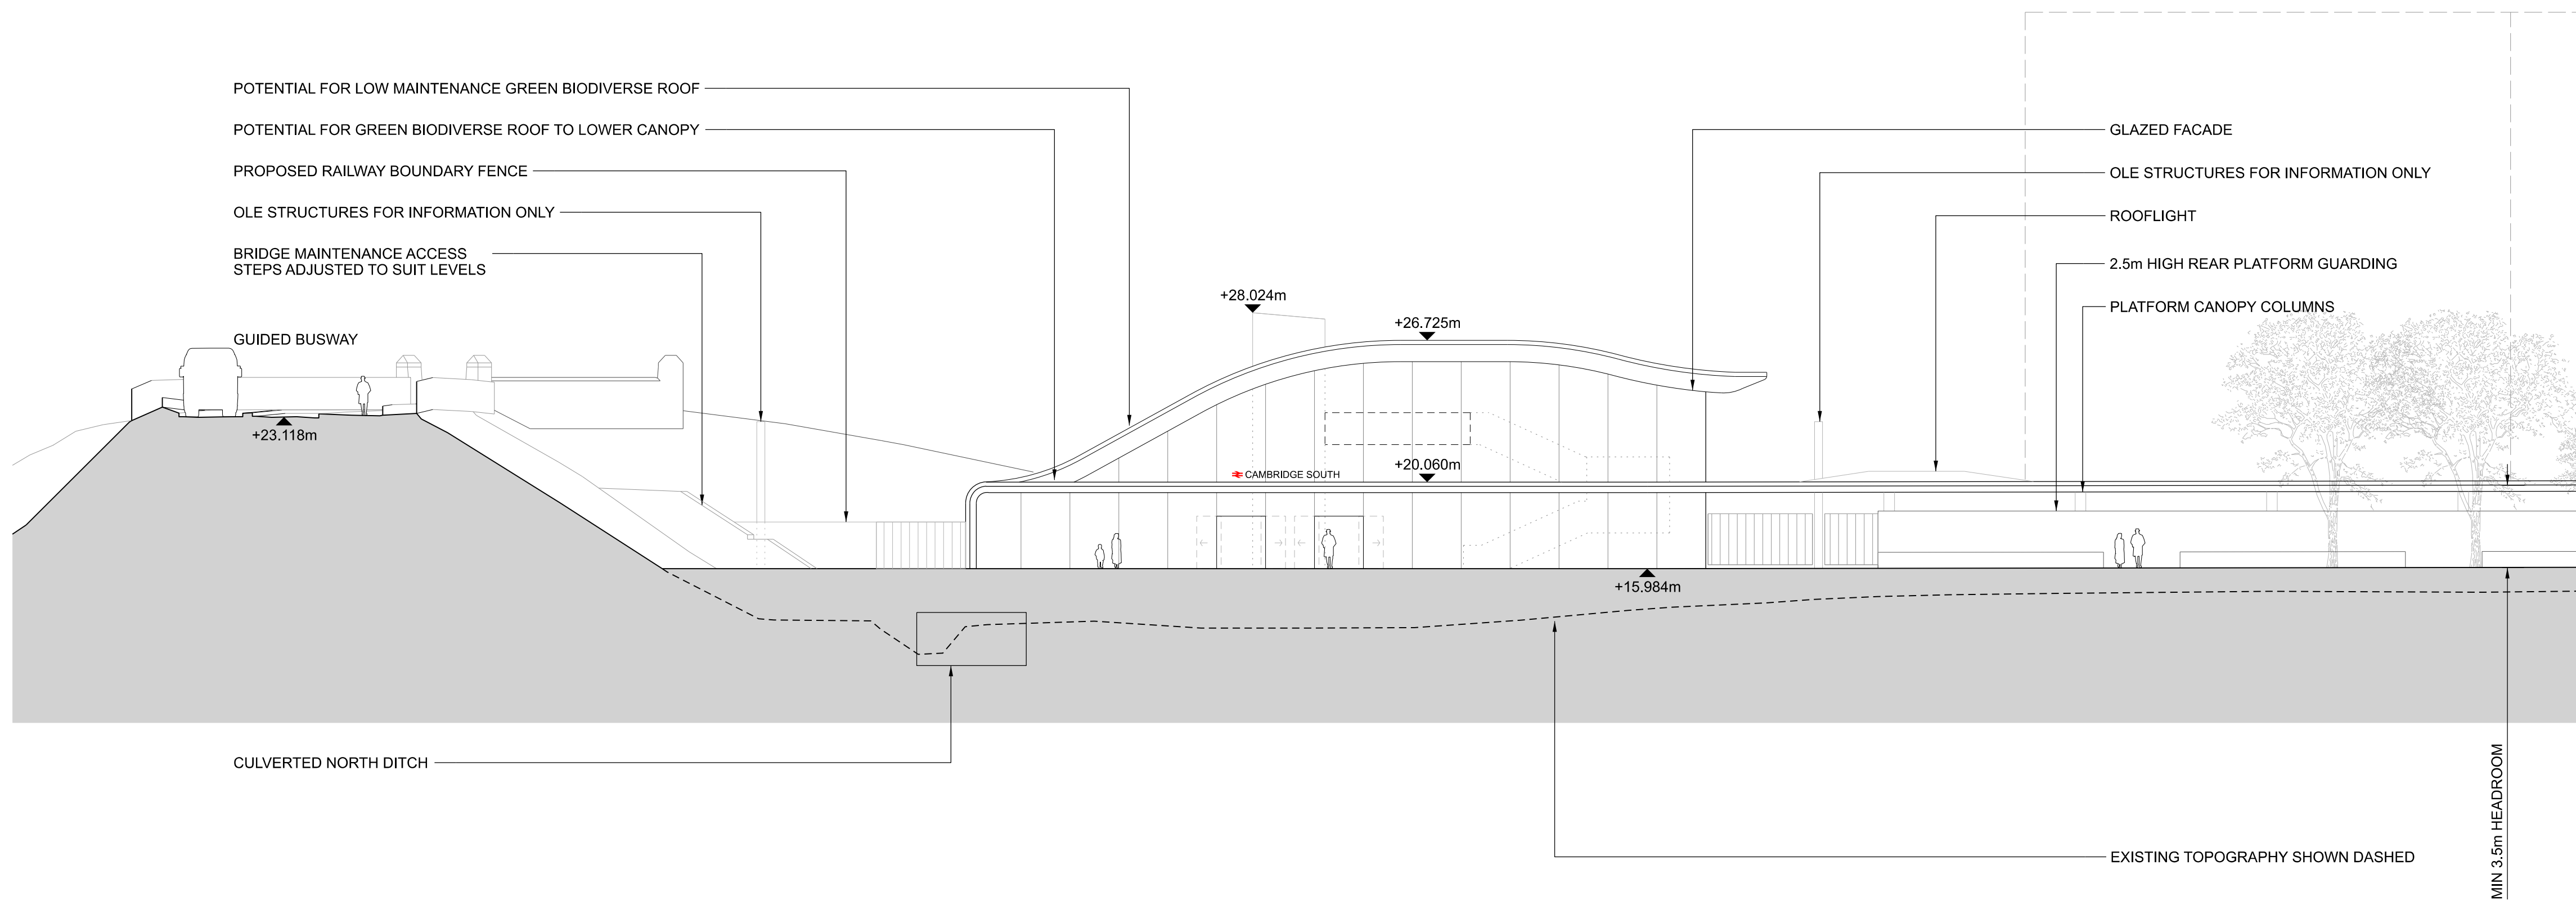 POTENTIAL FOR LOW MAINTENANCE GREEN BIODIVERSE ROOF
POTENTIAL FOR GREEN BIODIVERSE ROOF TO LOWER CANOPY
PROPOSED RAILWAY BOUNDARY FENCE
OLE STRUCTURES FOR INFORMATION ONLY
BRIDGE MAINTENANCE ACCESS
STEPS ADJUSTED TO SUIT LEVELS
GUIDED BUSWAY
+23.118m
+28.024m
+26.725m
+20.060m
CAMBRIDGE SOUTH
+15.984m
GLAZED FACADE
OLE STRUCTURES FOR INFORMATION ONLY
ROOFLIGHT
2.5m HIGH REAR PLATFORM GUARDING
PLATFORM CANOPY COLUMNS
CULVERTED NORTH DITCH
EXISTING TOPOGRAPHY SHOWN DASHED
MIN 3.5m HEADROOM